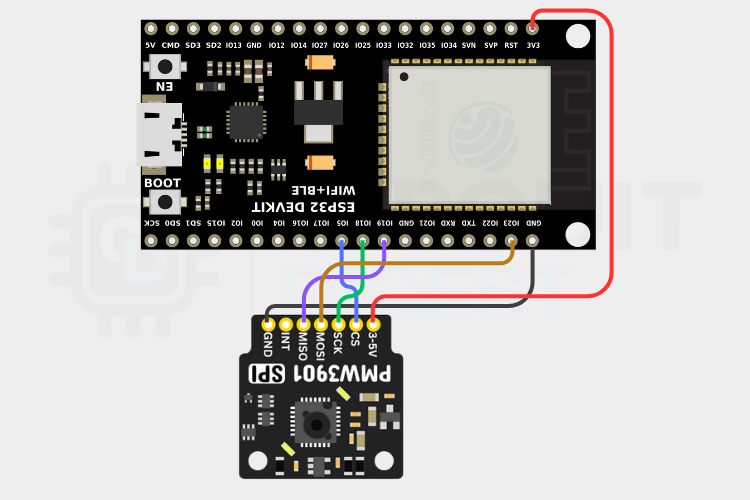 5V CMD SD3 SD2 IO13 GND IO12 IO14 IO27 IO26 IO25 IO33 IO32 IO35 IO34 SVN SVP RST 3V3
EN
BOOT
WIFI+BLE
ESP32 DEVKIT
SCK SD0 SD1 IO15 IO2 IO0 IO4 IO16 IO17 IO5 IO18 IO19 GND IO21 RXD TXD IO22 IO23 GND
GND INT MISO MOSI SCK CS 3-5V
SPI PMW3901